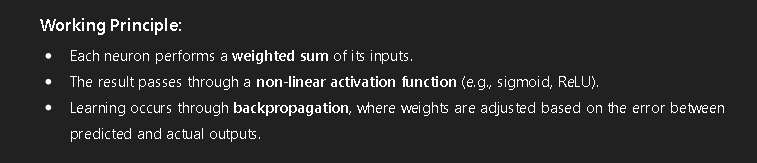 Working Principle:
• Each neuron performs a weighted sum of its inputs.
• The result passes through a non-linear activation function (e.g., sigmoid, ReLU).
• Learning occurs through backpropagation, where weights are adjusted based on the error between
predicted and actual outputs.